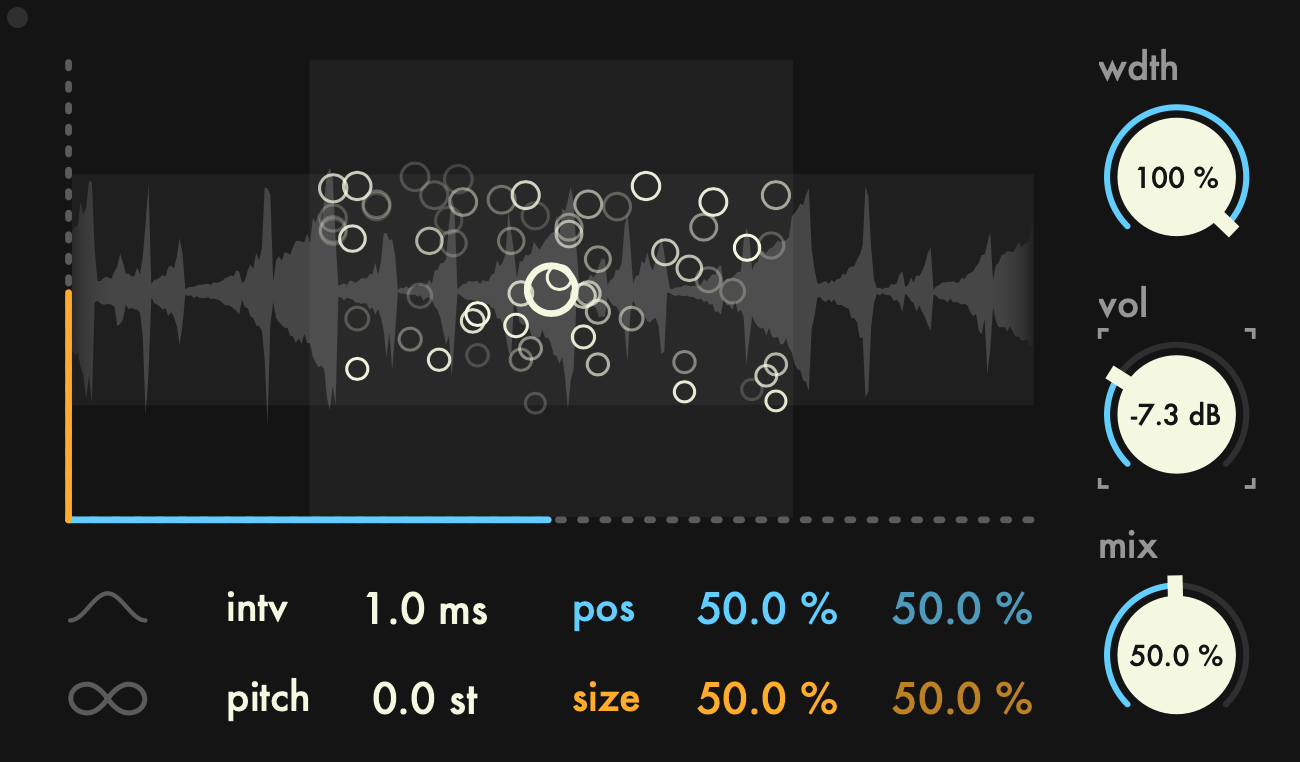 wdth
100 %
vol
-7.3 dB
mix
50.0 %
intv 1.0 ms pos 50.0 % 50.0 %
pitch 0.0 st size 50.0 % 50.0 %